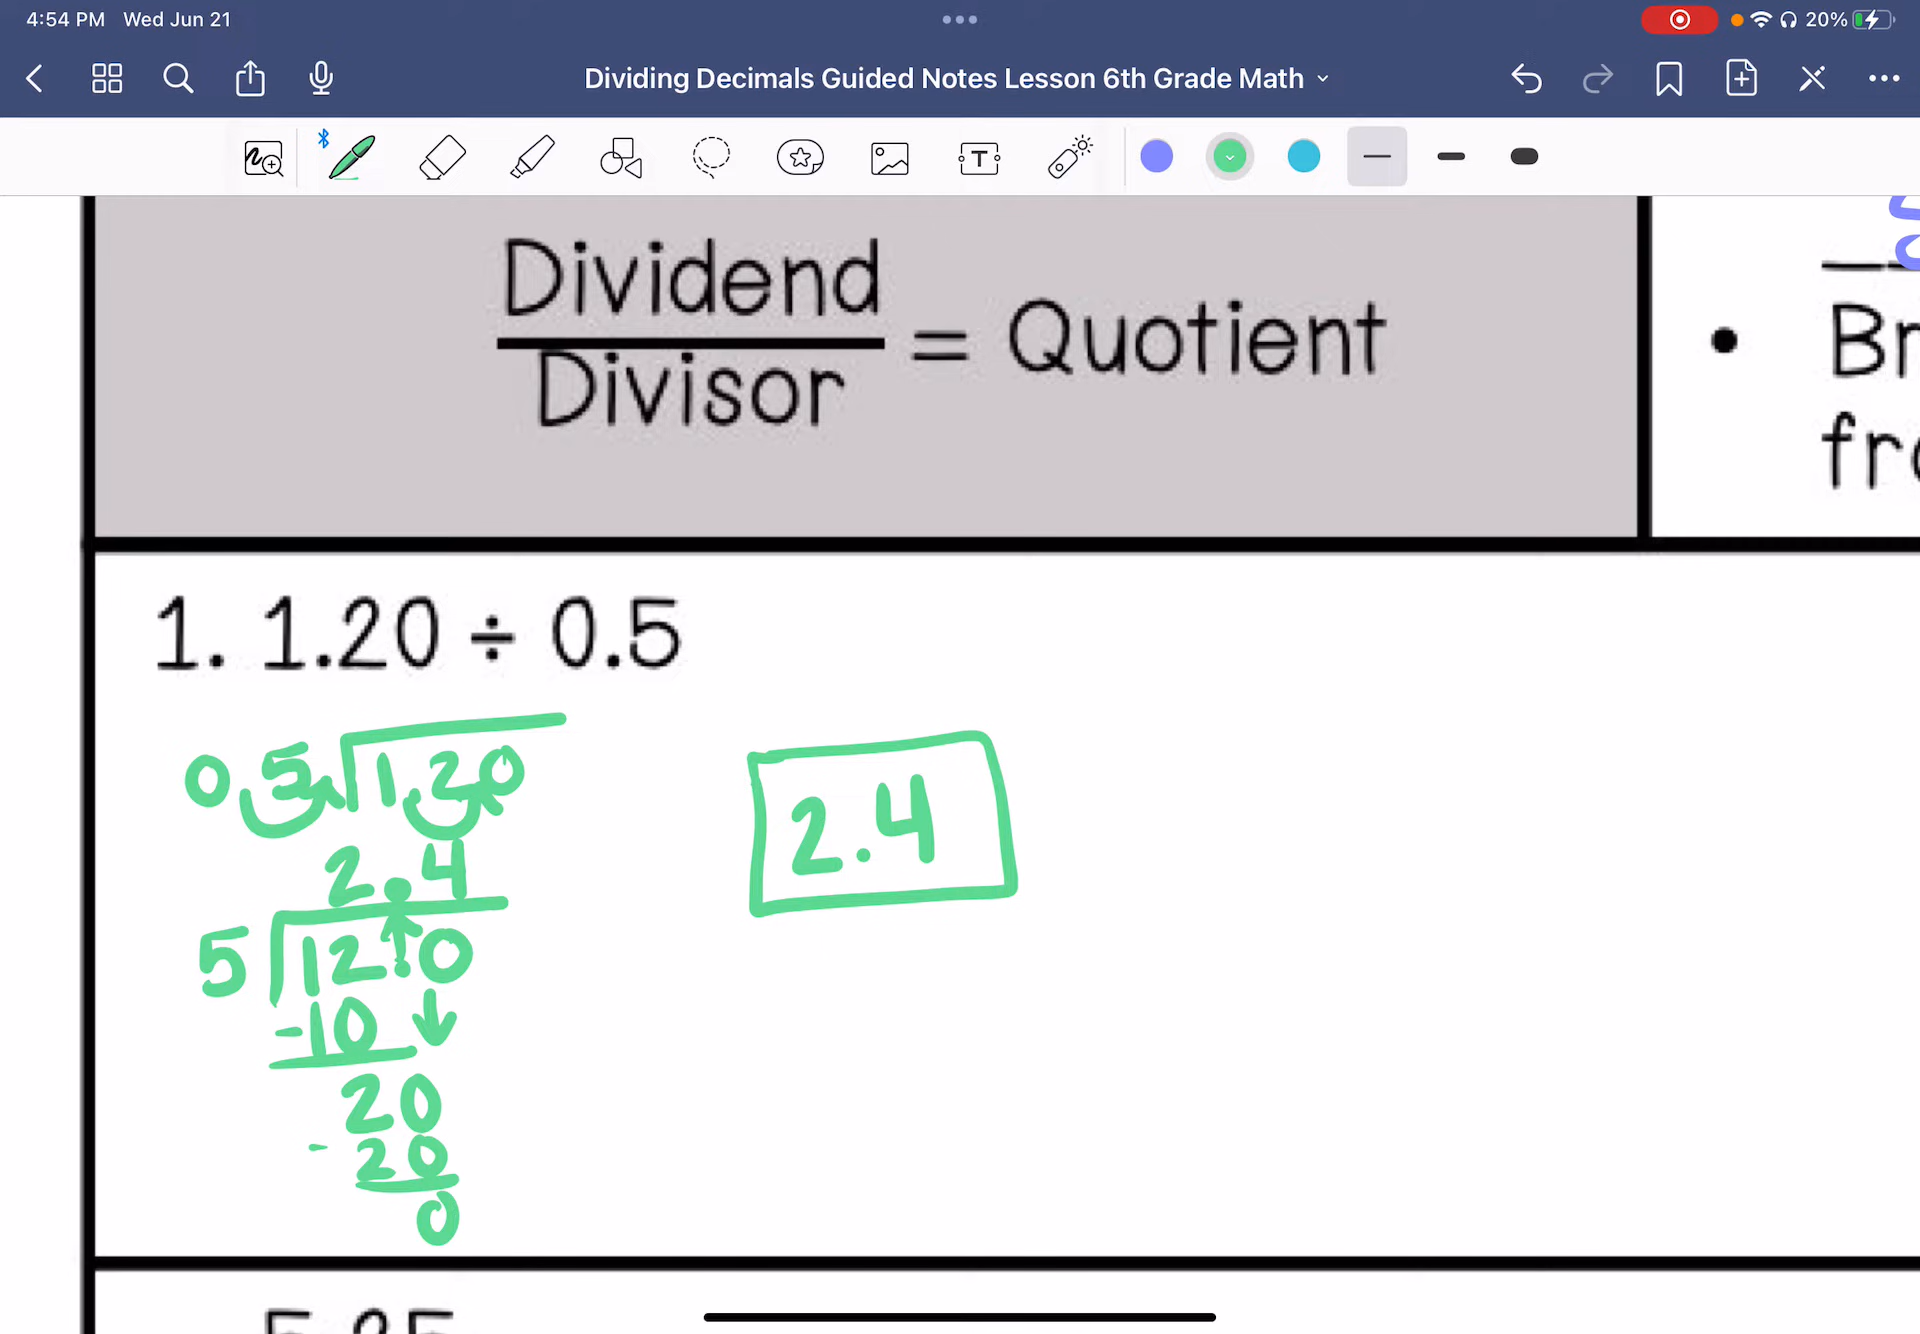 4:54 PM Wed Jun 21
20%
Dividing Decimals Guided Notes Lesson 6th Grade Math
T
Dividend
Divisor
= Quotient
• Br
fr
1. 1.20 ÷ 0.5
0.5 1.20
2.4
5 12.0
-10
20
- 20
0
2.4
5.25